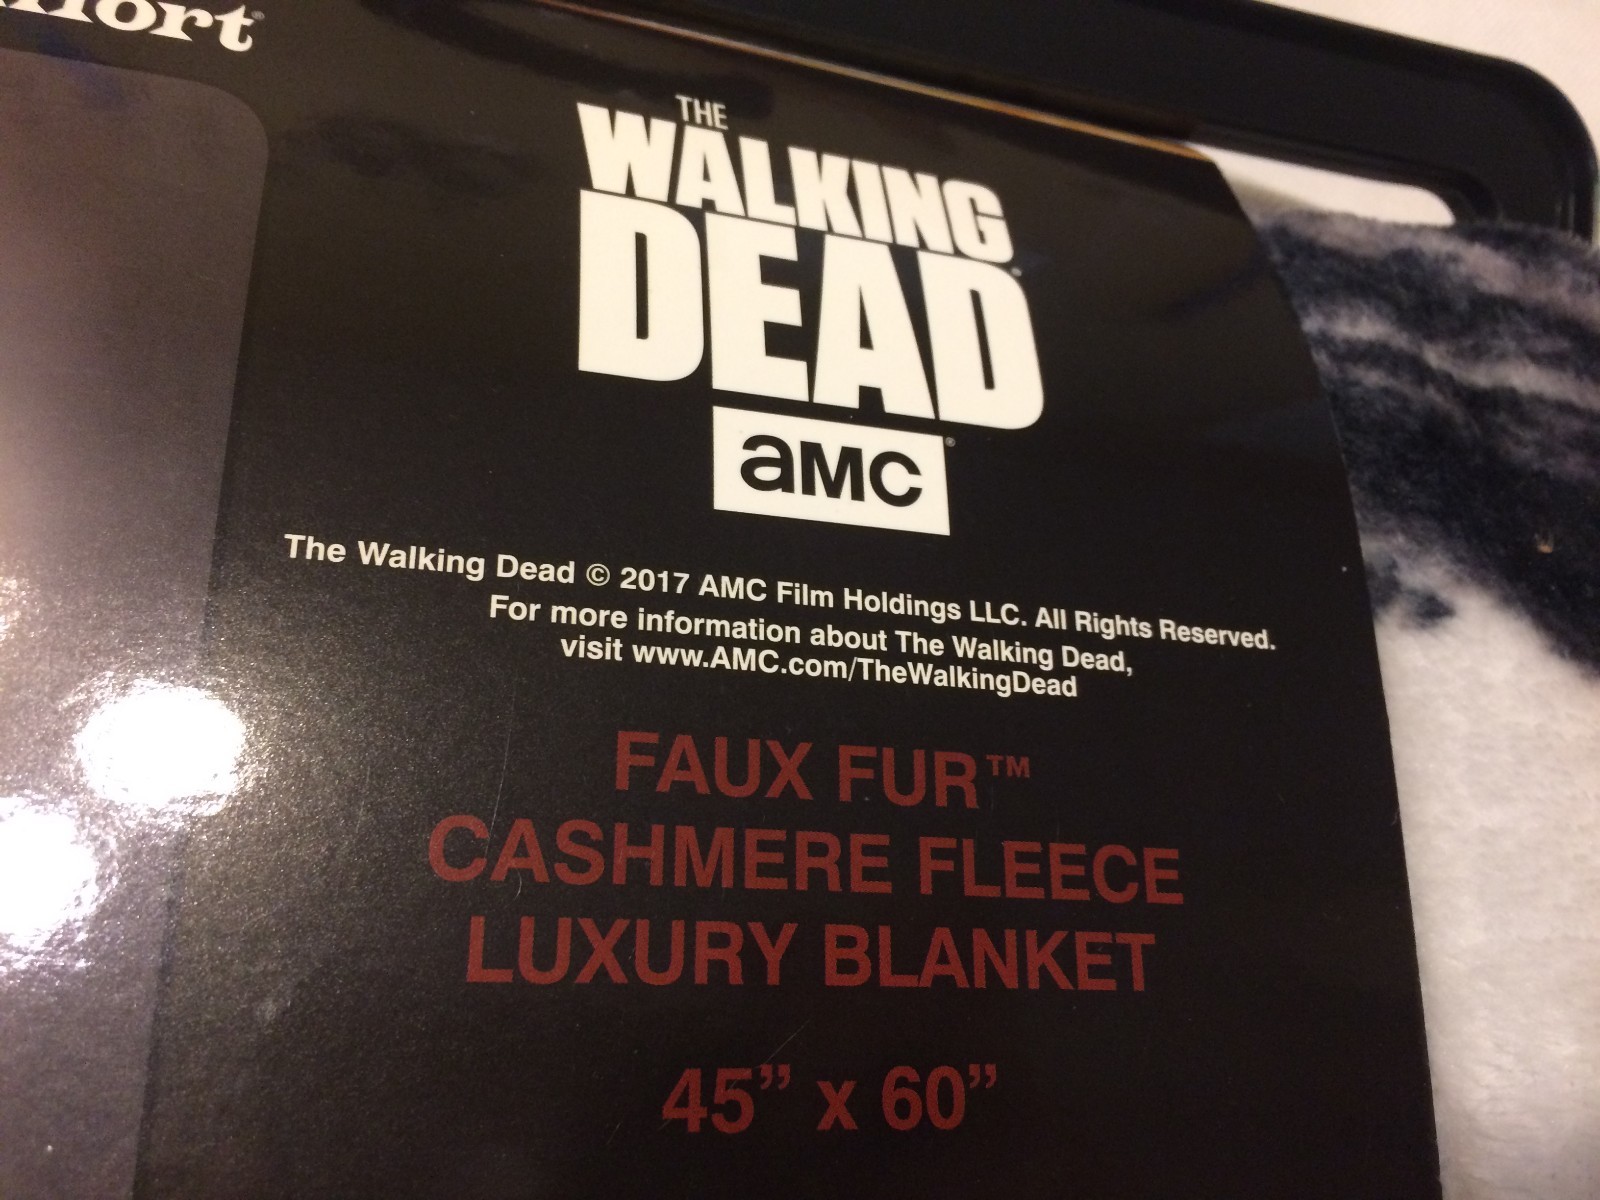 THE
WALKING
DEAD
aMC®
The Walking Dead © 2017 AMC Film Holdings LLC. All Rights Reserved.
For more information about The Walking Dead,
visit www.AMC.com/TheWalkingDead
FAUX FUR™
CASHMERE FLEECE
LUXURY BLANKET
45” x 60”